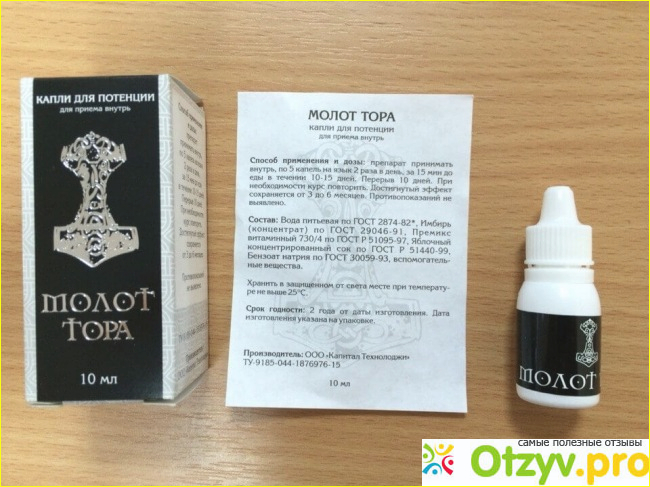 КАПЛИ ДЛЯ ПОТЕНЦИИ
для приема внутрь
МОЛОТ
ТОРА
10 мл
МОЛОТ ТОРА
капли для потенции
для приема внутрь
Способ применения и дозы: препарат принимать
внутрь, по 5 капель на язык 2 раза в день, за 15 мин до
еды в течении 10-15 дней. Перерыв 10 дней. При
необходимости курс повторить. Достигнутый эффект
сохраняется от 3 до 6 месяцев. Противопоказаний не
выявлено.
Состав: Вода питьевая по ГОСТ 2874-82*, Имбирь
(концентрат) по ГОСТ 29046-91, Премикс
витаминный 730/4 по ГОСТ Р 51095-97, Яблочный
концентрированный сок по ГОСТ Р 51440-99,
Бензоат натрия по ГОСТ 30059-93, вспомогатель-
ные вещества.
Хранить в защищенном от света месте при температу-
ре не выше 25°С.
Срок годности: 2 года от даты изготовления. Дата
изготовления указана на упаковке.
Производитель: ООО «Капитал Технолоджи»
ТУ-9185-044-1876976-15
10 мл
МОЛОТ
самые полезные отзывы
Otzyv.pro